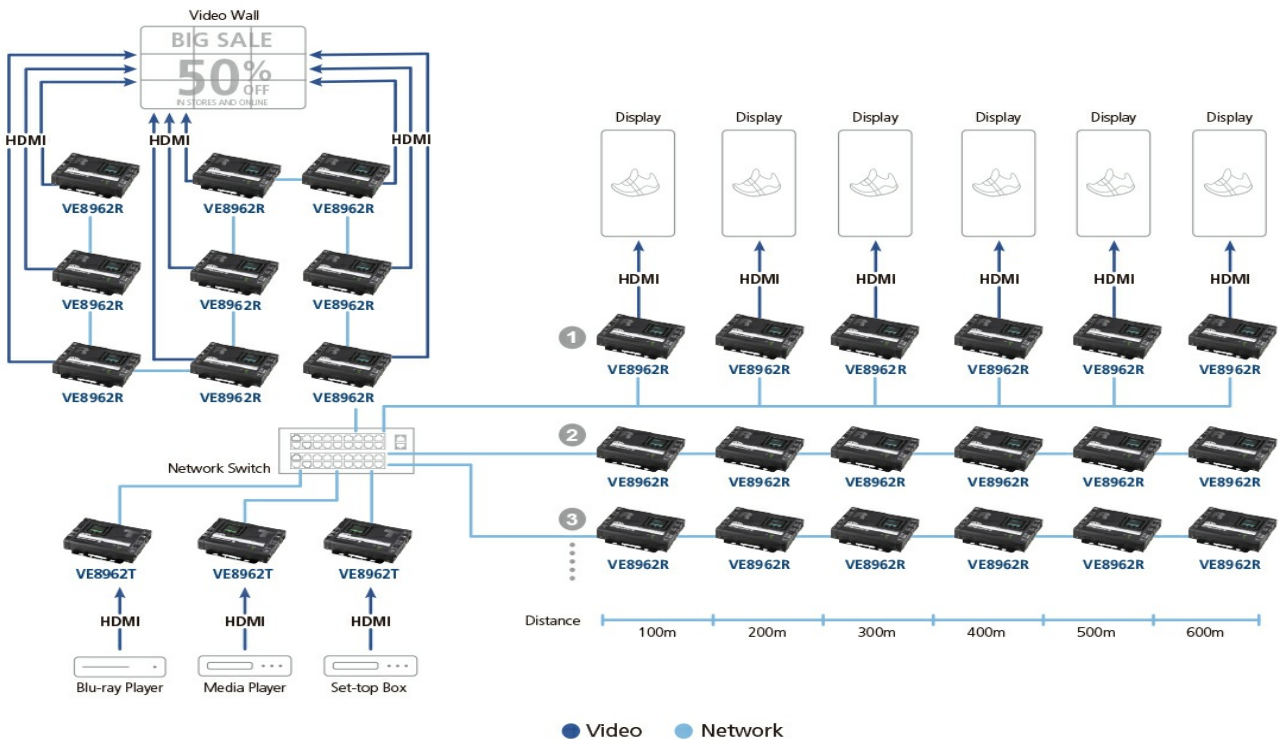 Video Wall
BIG SALE
50% OFF
IN STORES AND ONLINE
HDMI
HDMI
HDMI
VE8962R
VE8962R
VE8962R
VE8962R
VE8962R
VE8962R
VE8962R
VE8962R
VE8962R
Network Switch
VE8962T
VE8962T
VE8962T
HDMI
HDMI
HDMI
Blu-ray Player
Media Player
Set-top Box
Display
Display
Display
Display
Display
Display
HDMI
HDMI
HDMI
HDMI
HDMI
HDMI
1
VE8962R
VE8962R
VE8962R
VE8962R
VE8962R
VE8962R
2
VE8962R
VE8962R
VE8962R
VE8962R
VE8962R
VE8962R
3
VE8962R
VE8962R
VE8962R
VE8962R
VE8962R
VE8962R
Distance
100m
200m
300m
400m
500m
600m
Video
Network